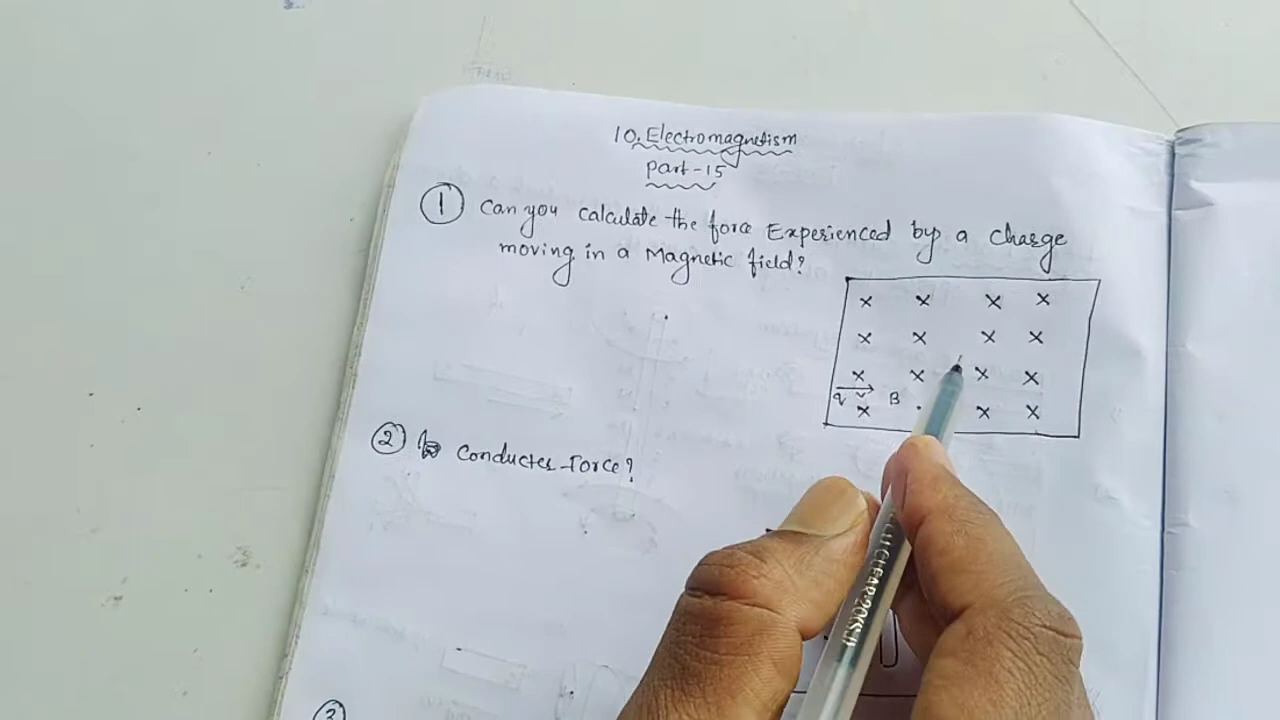 10. Electromagnetism
Part-15
1 Can you calculate the force Experienced by a charge
moving in a Magnetic field?
x x x x
x x x x
x x x x
q v B
x x x
2 Conductes Force?
3